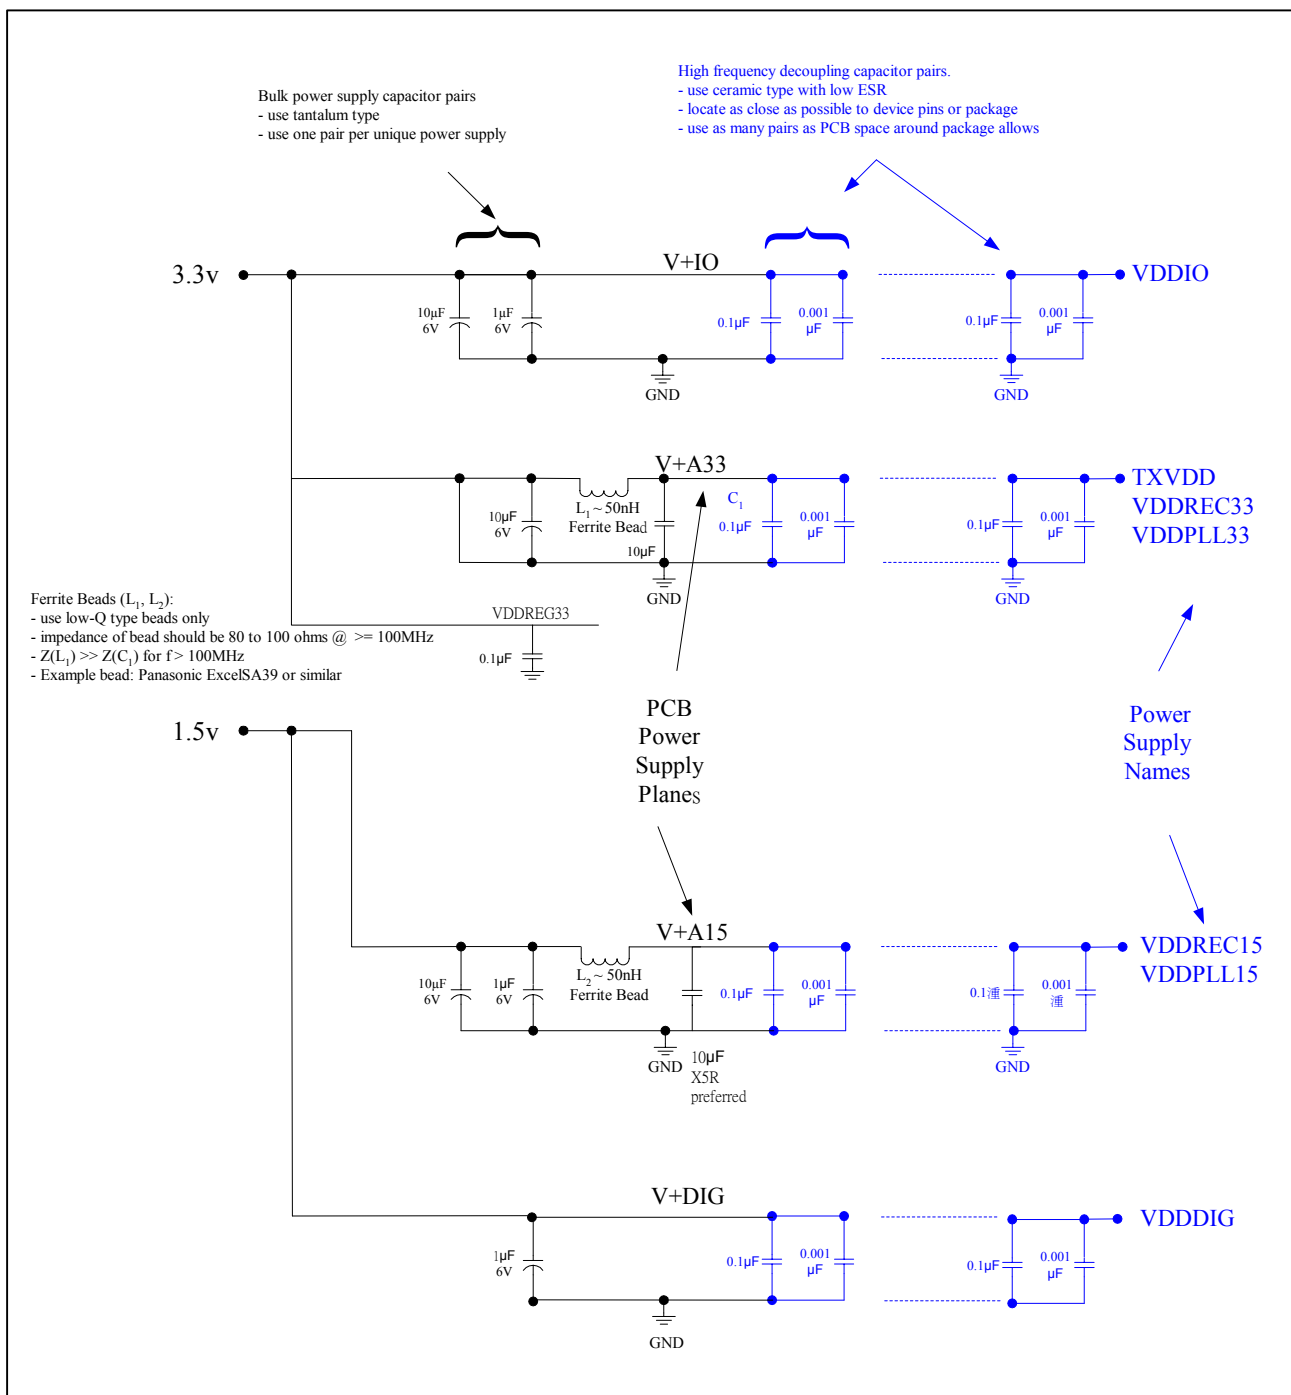 Bulk power supply capacitor pairs
- use tantalum type
- use one pair per unique power supply
High frequency decoupling capacitor pairs.
- use ceramic type with low ESR
- locate as close as possible to device pins or package
- use as many pairs as PCB space around package allows
3.3v
V+IO
VDDIO
10µF
6V
1µF
6V
0.1µF
0.001
µF
0.1µF
0.001
µF
GND
GND
V+A33
TXVDD
VDDREC33
VDDPLL33
L1 ~ 50nH
Ferrite Bead
10µF
6V
10µF
C1
0.1µF
0.001
µF
0.1µF
0.001
µF
GND
GND
Ferrite Beads (L1, L2):
- use low-Q type beads only
- impedance of bead should be 80 to 100 ohms @ >= 100MHz
- Z(L1) >> Z(C1) for f > 100MHz
- Example bead: Panasonic ExcelSA39 or similar
VDDREG33
0.1µF
1.5v
PCB
Power
Supply
Planes
Power
Supply
Names
V+A15
VDDREC15
VDDPLL15
10µF
6V
1µF
6V
L2 ~ 50nH
Ferrite Bead
0.1µF
0.001
µF
0.1湩
0.001
湩
GND
10µF
X5R
preferred
GND
V+DIG
VDDDIG
1µF
6V
0.1µF
0.001
µF
0.1µF
0.001
µF
GND